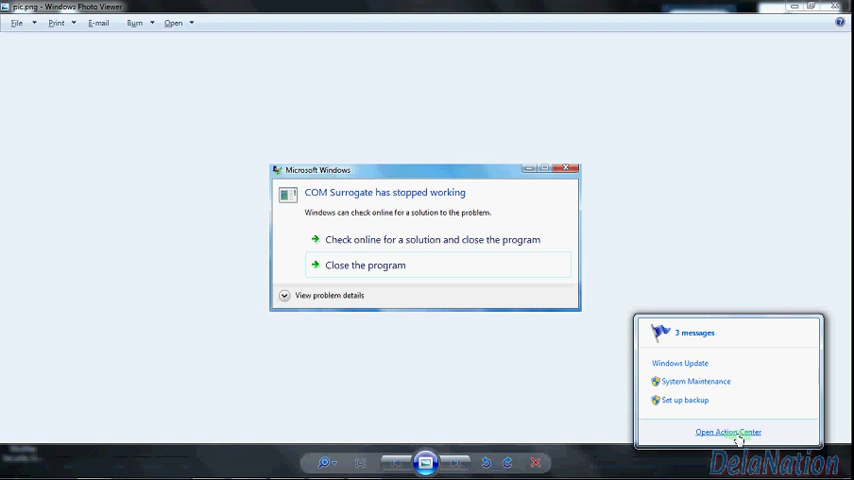 pic.png - Windows Photo Viewer
File Print E-mail Burn Open
Microsoft Windows
COM Surrogate has stopped working
Windows can check online for a solution to the problem.
Check online for a solution and close the program
Close the program
View problem details
3 messages
Windows Update
System Maintenance
Set up backup
Open Action Center
DelaNation